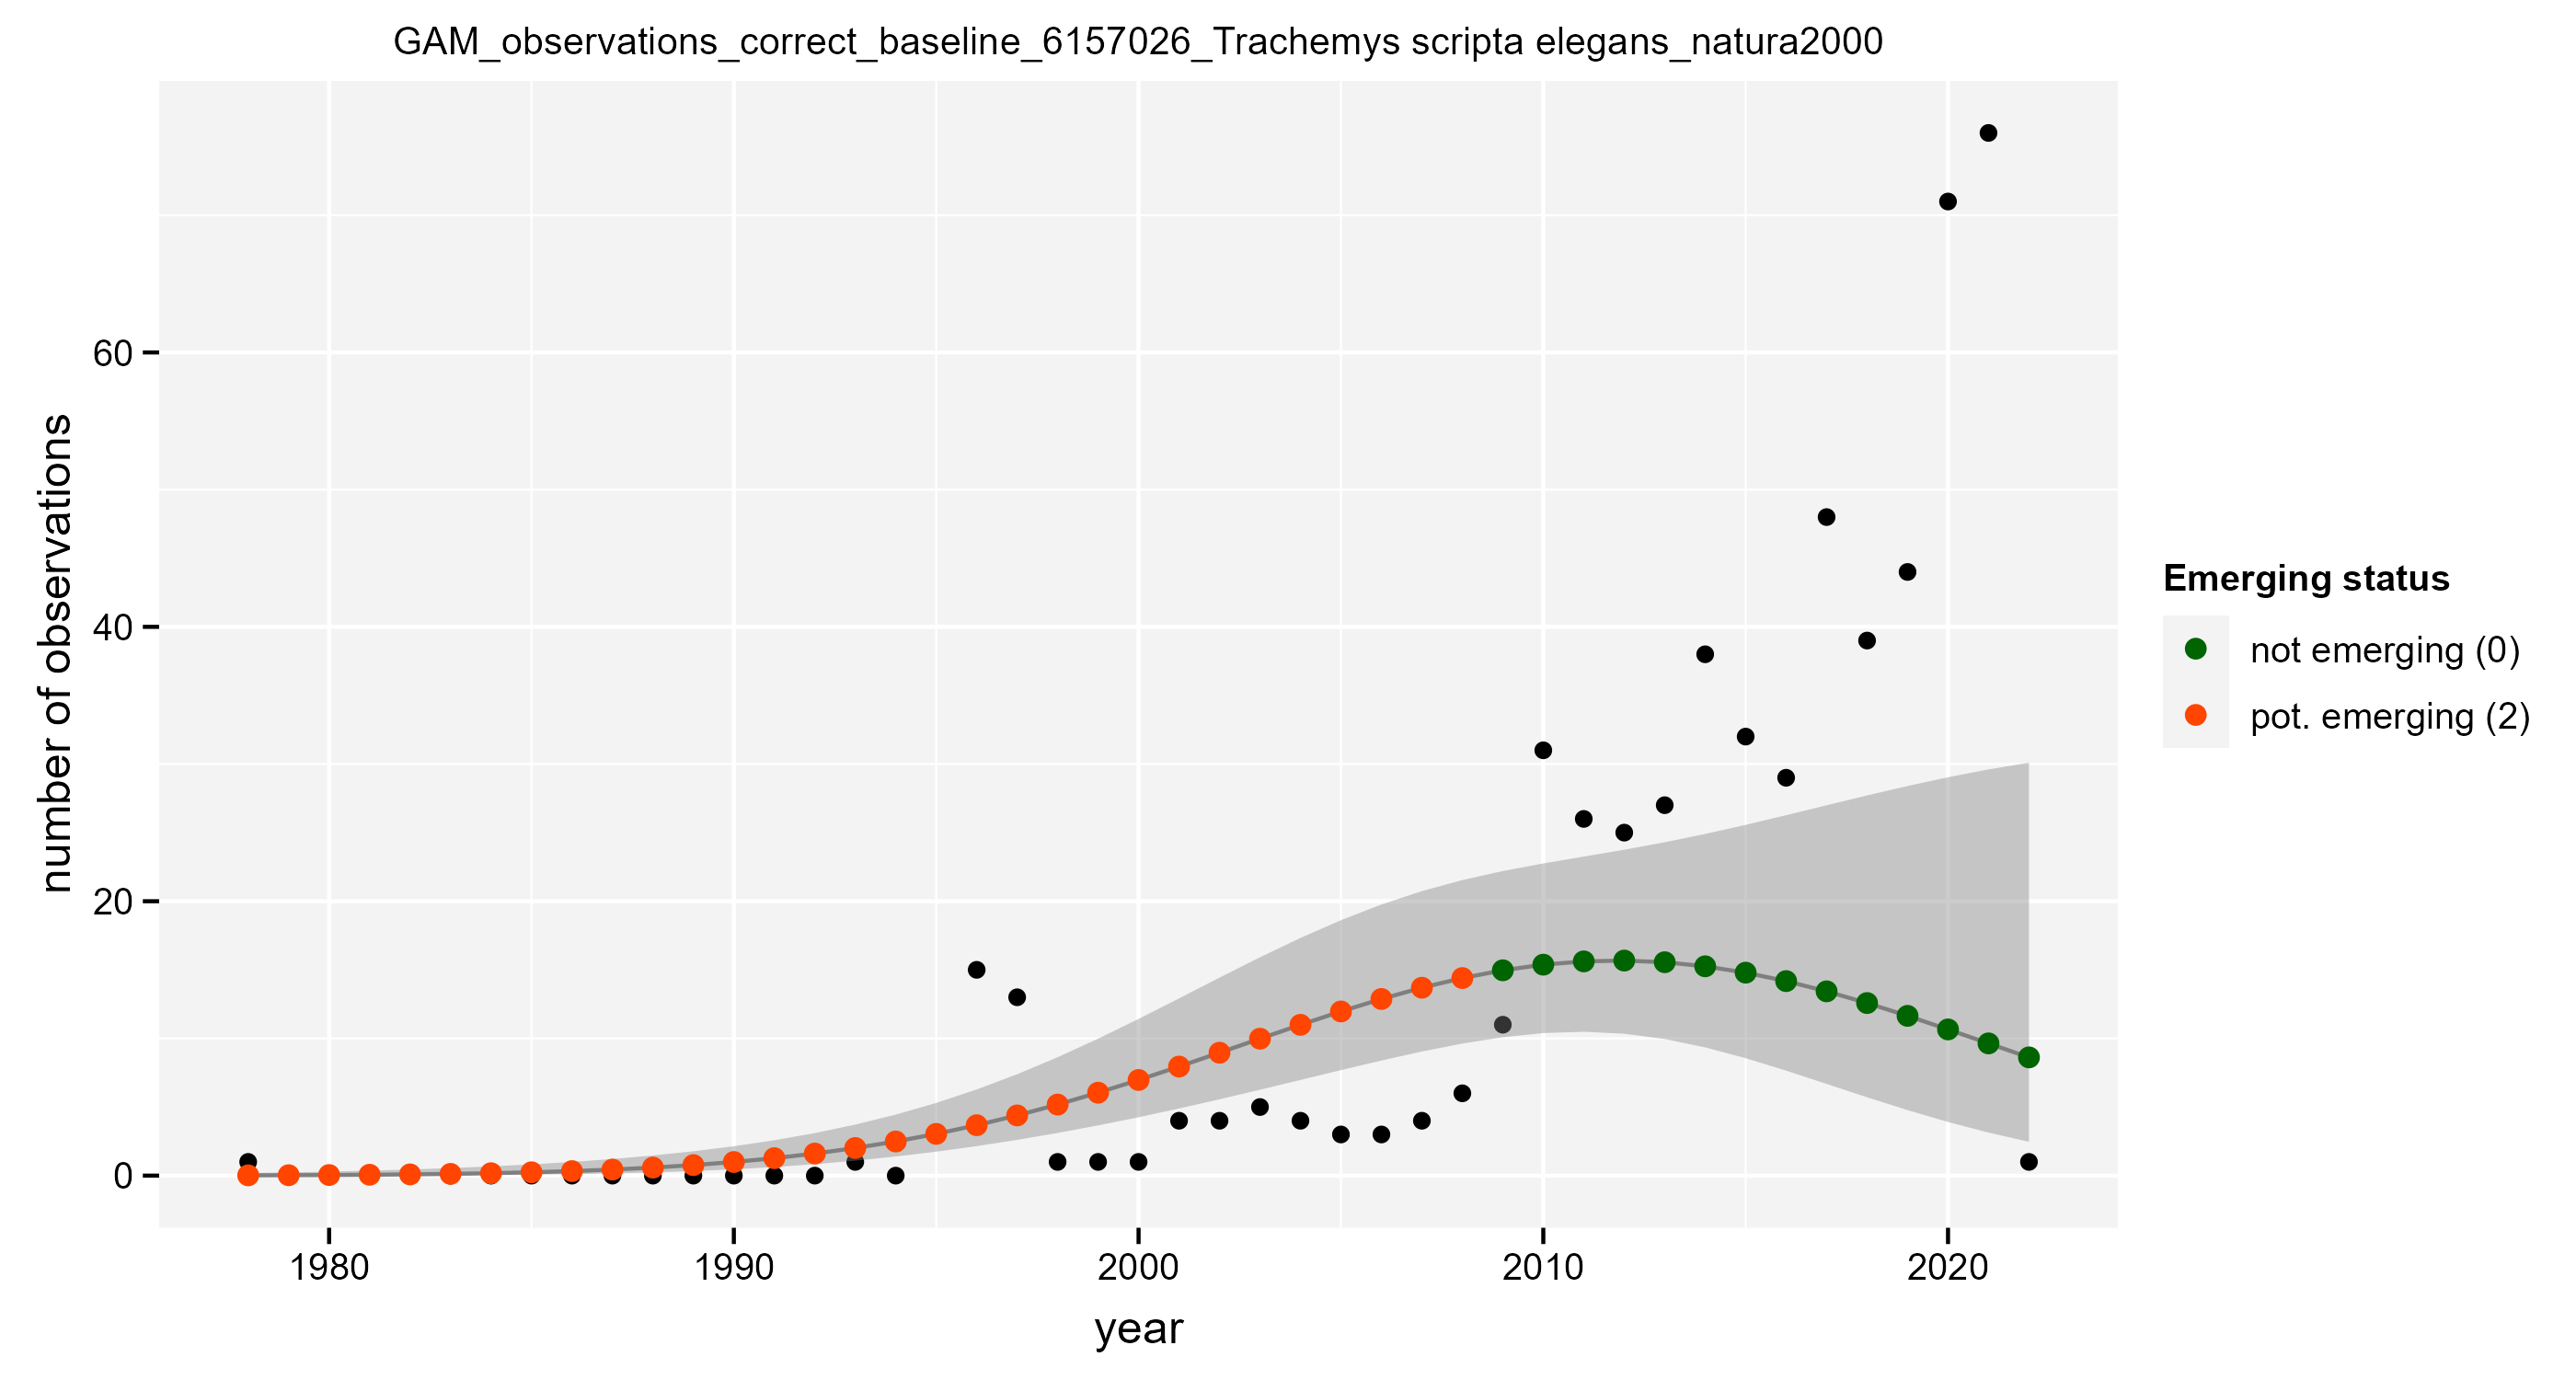 GAM_observations_correct_baseline_6157026_Trachemys scripta elegans_natura2000
number of observations
60
40
20
0
1980 1990 2000 2010 2020
year
Emerging status
not emerging (0)
pot. emerging (2)